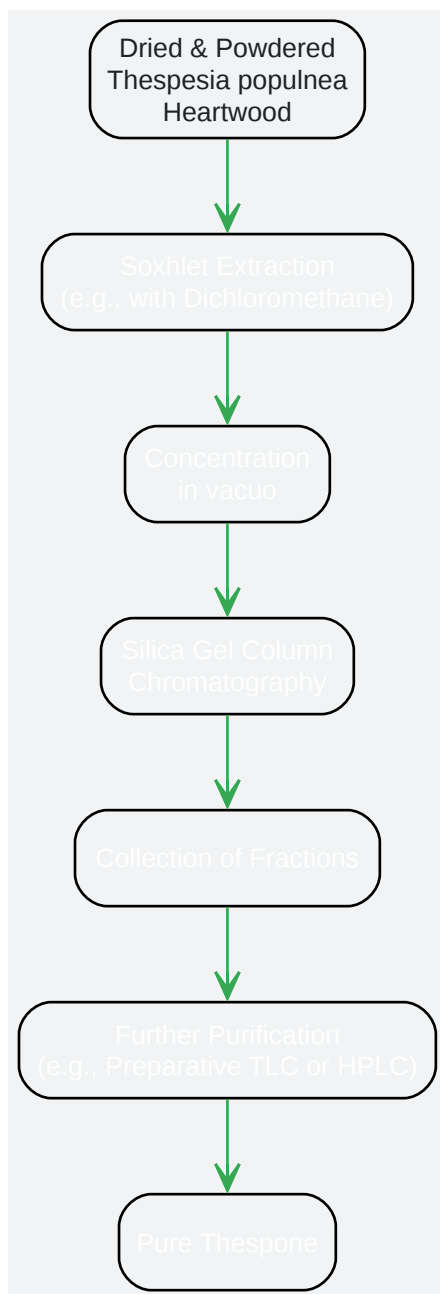 Dried & Powdered
Thespesia populnea
Heartwood
Soxhlet Extraction
(e.g., with Dichloromethane)
Concentration
in vacuo
Silica Gel Column
Chromatography
Collection of Fractions
Further Purification
(e.g., Preparative TLC or HPLC)
Pure Thespone